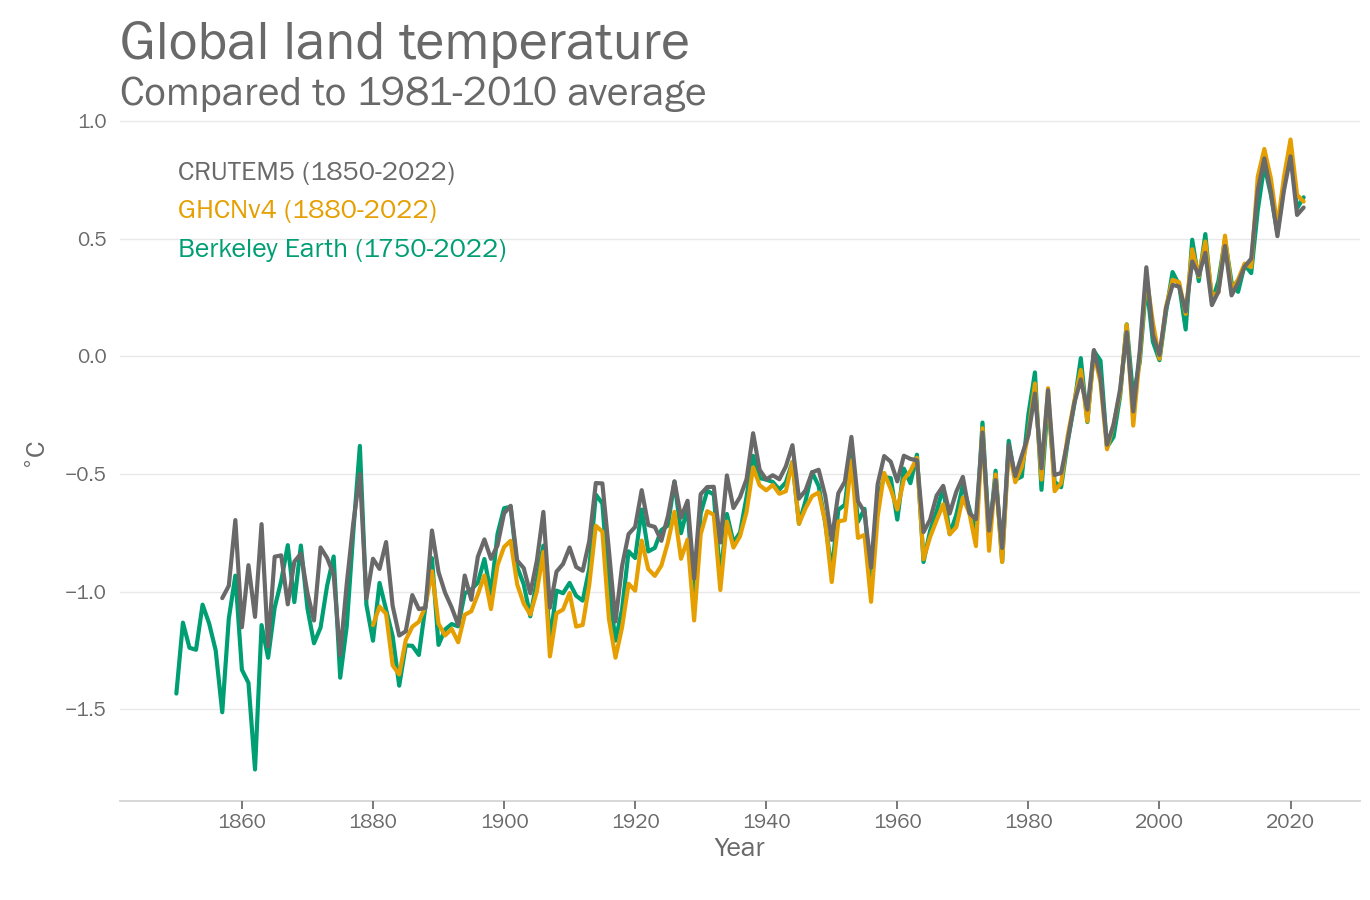 Global land temperature
Compared to 1981-2010 average
1.0
CRUTEM5 (1850-2022)
GHCNv4 (1880-2022)
0.5
Berkeley Earth (1750-2022)
0.0
°C
−0.5
−1.0
−1.5
1860 1880 1900 1920 1940 1960 1980 2000 2020
Year